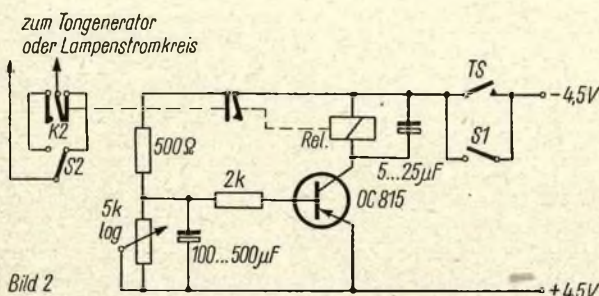 zum Tongenerator
oder Lampenstromkreis
K2
S2
500Ω
5k
log
2k
100...500µF
Rel.
5...25µF
OC 815
TS
S1
-4,5V
+4,5V
Bild 2